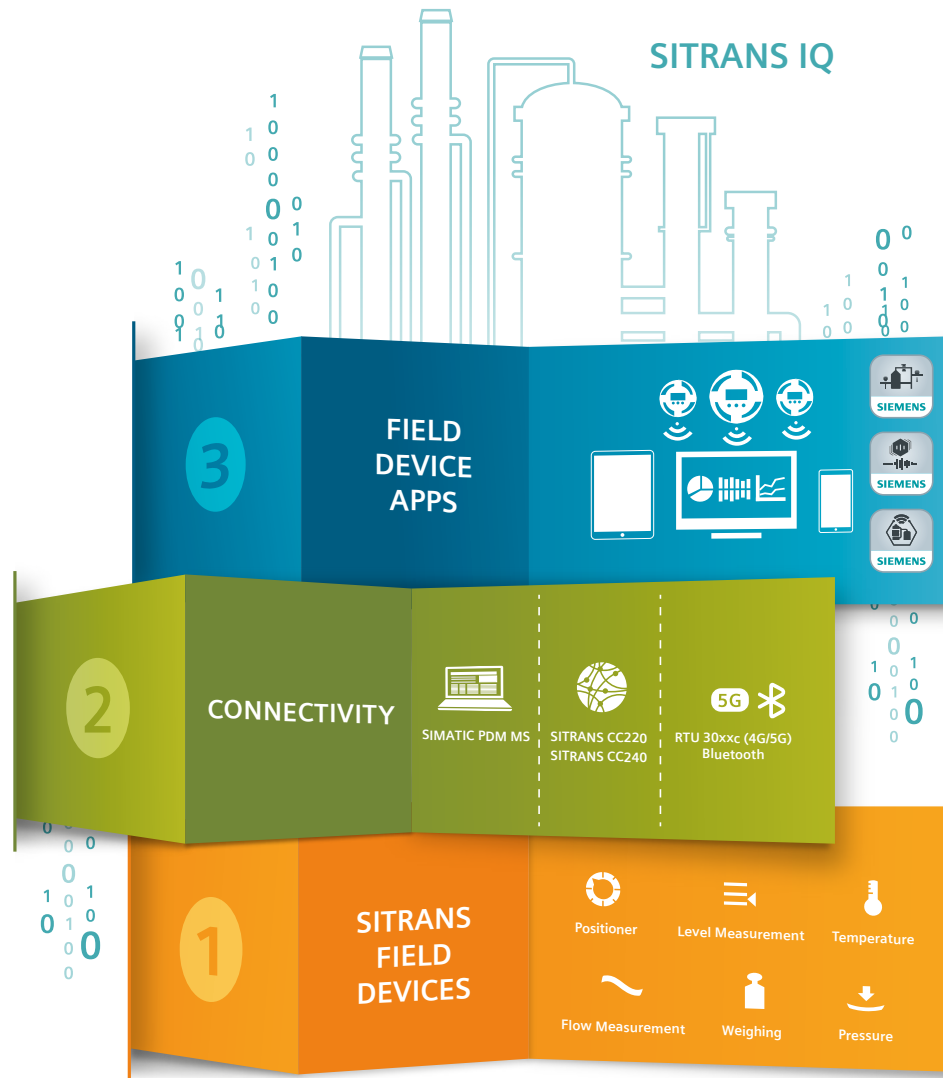 SITRANS IQ
3
FIELD
DEVICE
APPS
SIEMENS
SIEMENS
SIEMENS
2
CONNECTIVITY
SIMATIC PDM MS
SITRANS CC220
SITRANS CC240
5G
RTU 30xxc (4G/5G)
Bluetooth
1
SITRANS
FIELD
DEVICES
Positioner
Level Measurement
Temperature
Flow Measurement
Weighing
Pressure